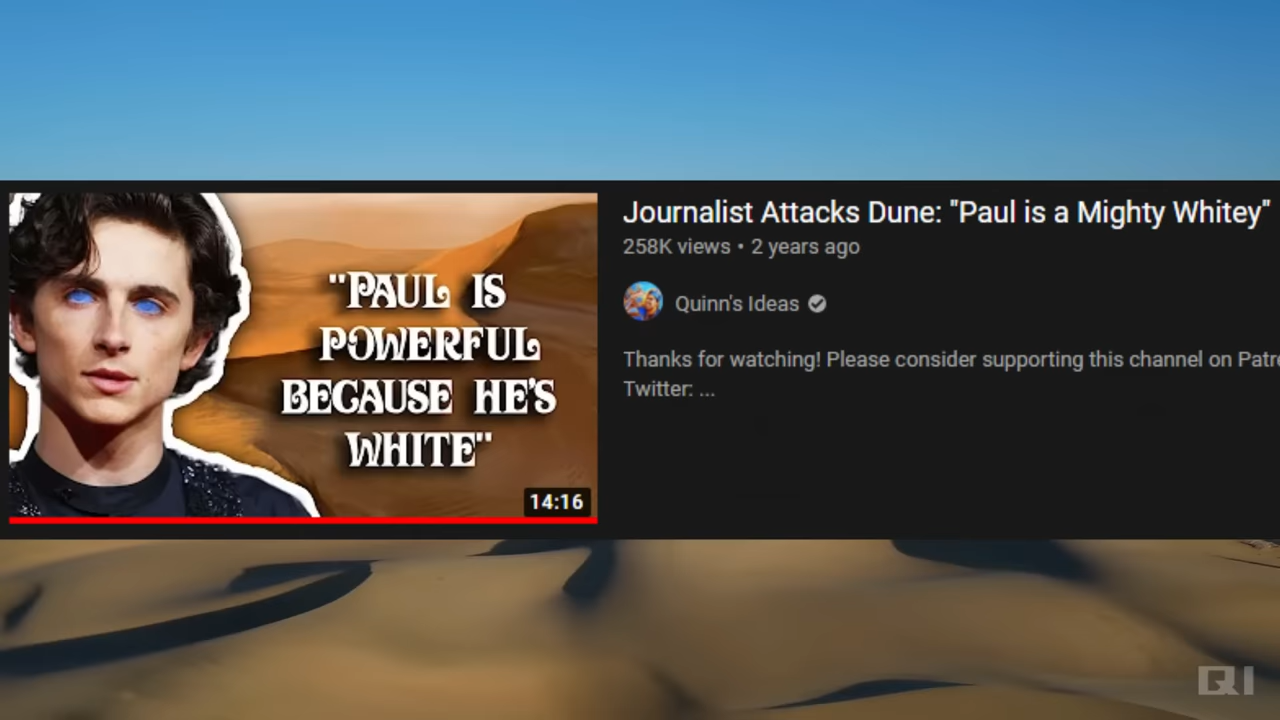 "PAUL IS
POWERFUL
BECAUSE HE'S
WHITE"
14:16
Journalist Attacks Dune: "Paul is a Mighty Whitey"
258K views • 2 years ago
Quinn's Ideas
Thanks for watching! Please consider supporting this channel on Patre
Twitter: ...
QI